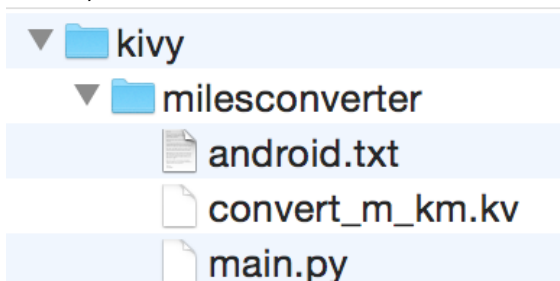 kivy
milesconverter
android.txt
convert_m_km.kv
main.py